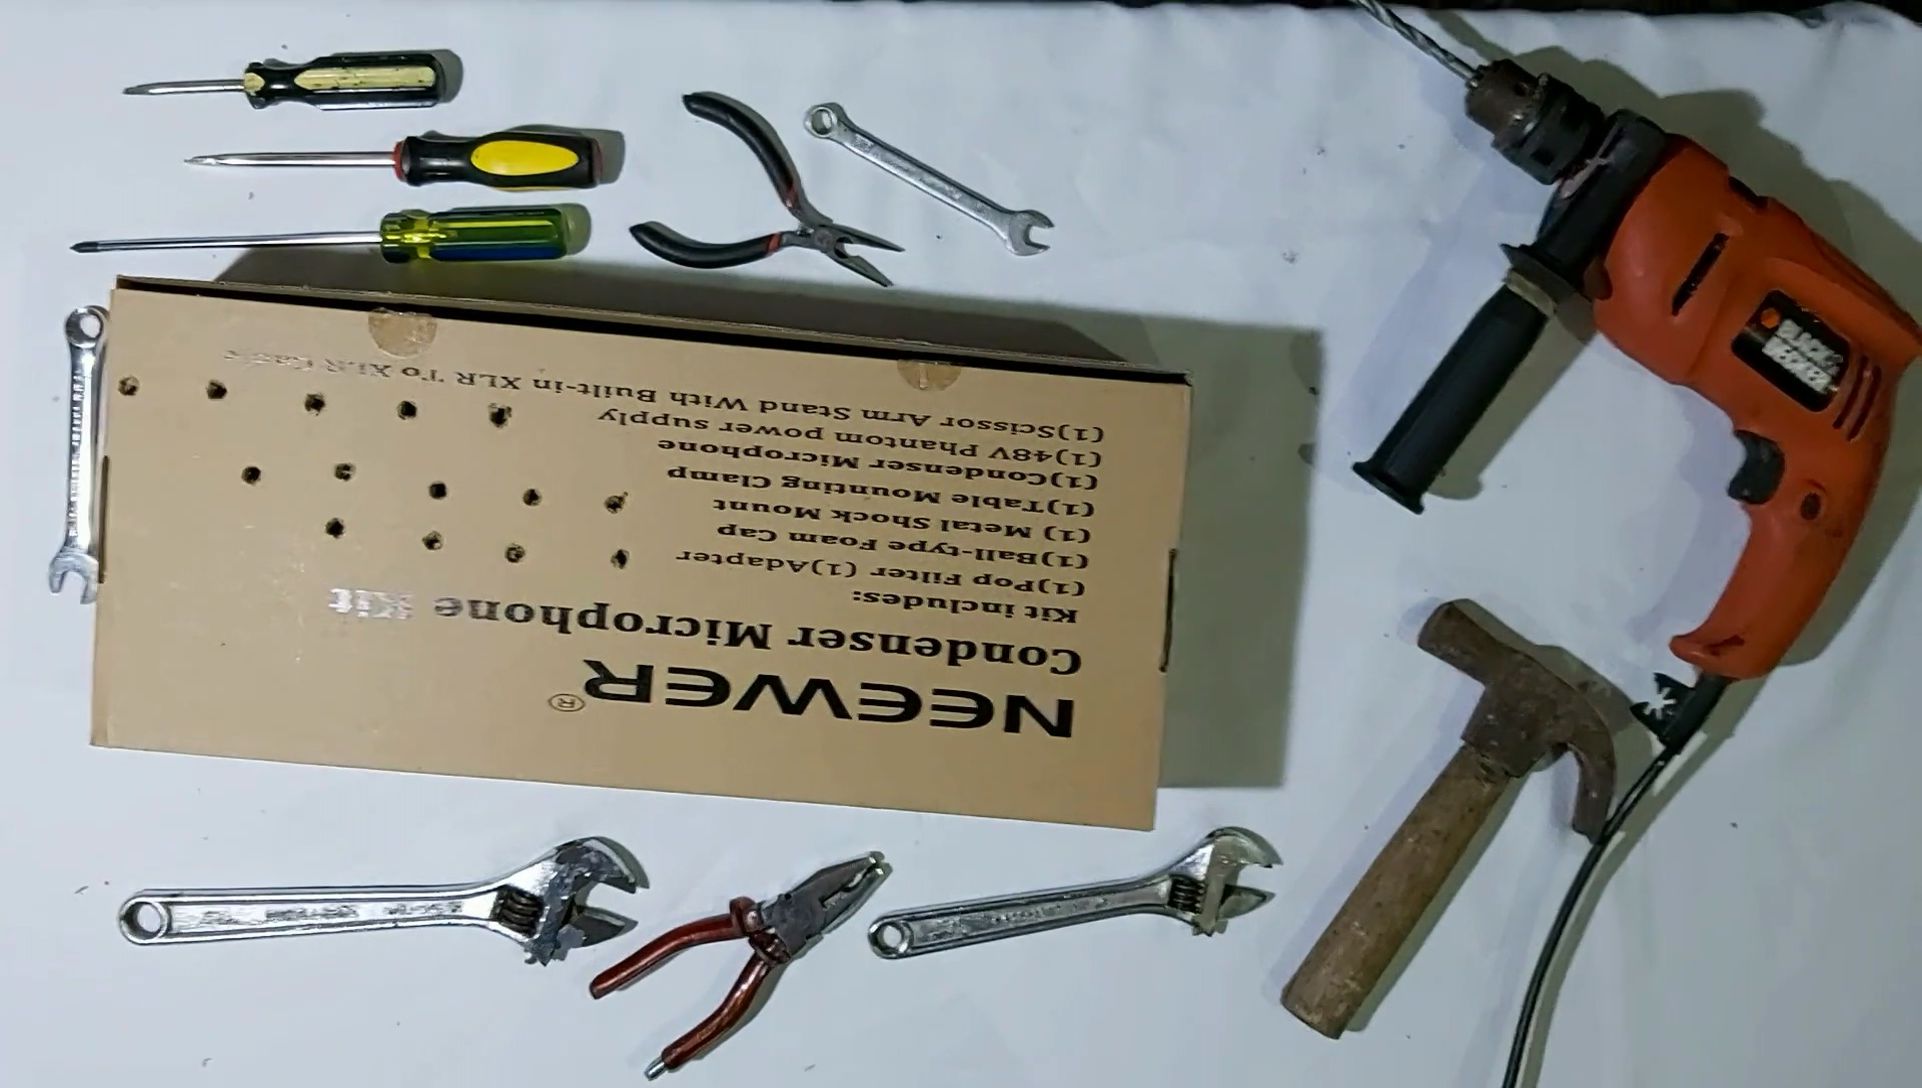 NEEWER®
Condenser Microphone Kit
Kit includes:
(1)Pop Filter (1)Adapter
(1)Ball-type Foam Cap
(1) Metal Shock Mount
(1)Table Mounting Clamp
(1)Condenser Microphone
(1)48V Phantom power supply
(1)Scissor Arm Stand With Built-in XLR To XLR Cable
BLACK&
DECKER